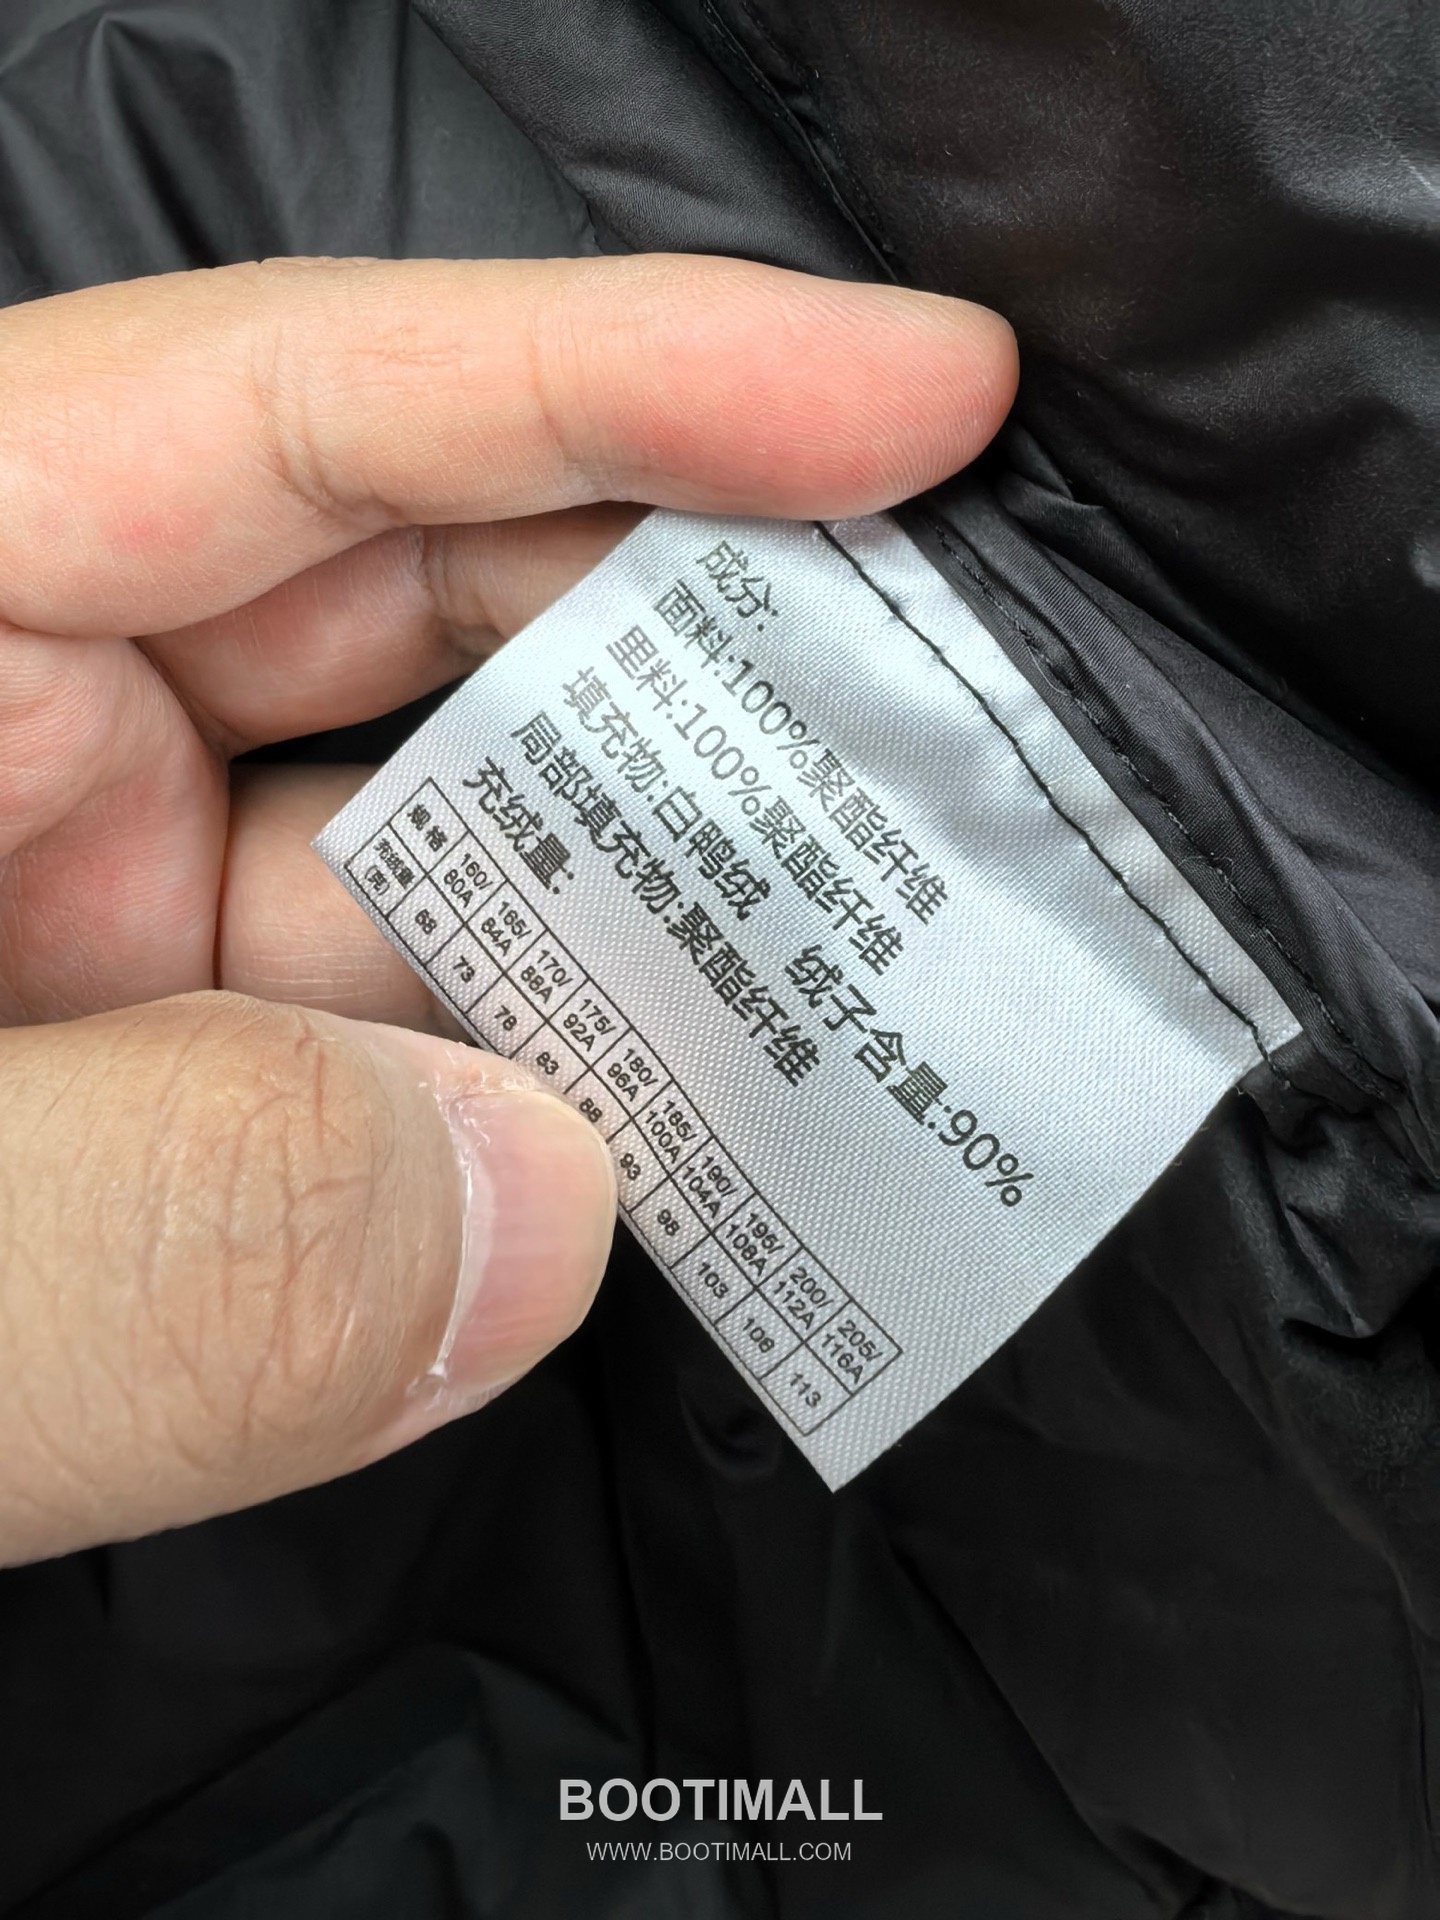 成分:
面料:100%聚酯纤维
里料:100%聚酯纤维
填充物:白鸭绒 绒子含量:90%
局部填充物:聚酯纤维
充绒量:
规格 160/80A 165/84A 170/88A 175/92A 180/96A 185/100A 190/104A 195/108A 200/112A 205/116A
充绒量(克) 68 73 78 83 88 93 98 103 108 113
BOOTIMALL
WWW.BOOTIMALL.COM